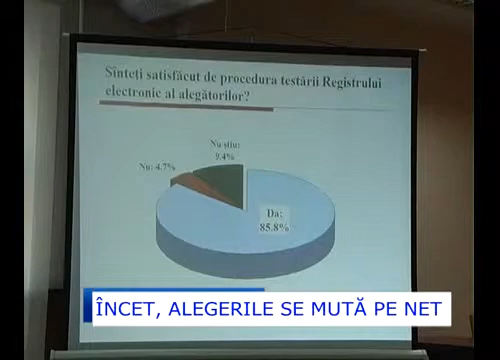 Sînteţi satisfăcut de procedura testării Registrului
electronic al alegătorilor?
Nu ştiu:
9.4%
Nu: 4.7%
Da:
85.8%
ÎNCET, ALEGERILE SE MUTĂ PE NET